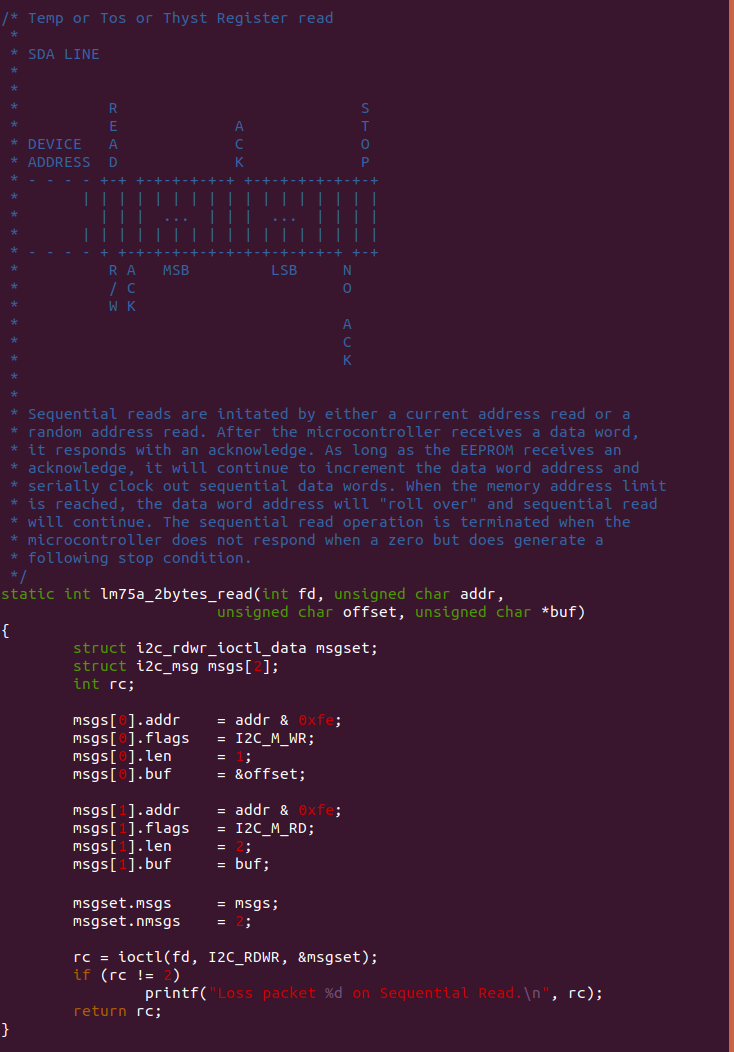 /* Temp or Tos or Thyst Register read
 *
 * SDA LINE
 *
 *
 *          R                           S
 *          E             A             T
 * DEVICE   A             C             O
 * ADDRESS  D             K             P
 * - - - - +-+ +-+-+-+-+-+ +-+-+-+-+-+-+-+
 *       | | | | | | | | | | | | | | | | |
 *         | | |  ...  | | |  ...  | | | |
 *       | | | | | | | | | | | | | | | | |
 * - - - - + +-+-+-+-+-+-+-+-+-+-+-+-+ +-+
 *          R A   MSB         LSB     N
 *          / C                       O
 *          W K
 *                                    A
 *                                    C
 *                                    K
 *
 *
 * Sequential reads are initated by either a current address read or a
 * random address read. After the microcontroller receives a data word,
 * it responds with an acknowledge. As long as the EEPROM receives an
 * acknowledge, it will continue to increment the data word address and
 * serially clock out sequential data words. When the memory address limit
 * is reached, the data word address will "roll over" and sequential read
 * will continue. The sequential read operation is terminated when the
 * microcontroller does not respond when a zero but does generate a
 * following stop condition.
 */
static int lm75a_2bytes_read(int fd, unsigned char addr,
                        unsigned char offset, unsigned char *buf)
{
        struct i2c_rdwr_ioctl_data msgset;
        struct i2c_msg msgs[2];
        int rc;

        msgs[0].addr    = addr & 0xfe;
        msgs[0].flags   = I2C_M_WR;
        msgs[0].len     = 1;
        msgs[0].buf     = &offset;

        msgs[1].addr    = addr & 0xfe;
        msgs[1].flags   = I2C_M_RD;
        msgs[1].len     = 2;
        msgs[1].buf     = buf;

        msgset.msgs     = msgs;
        msgset.nmsgs    = 2;

        rc = ioctl(fd, I2C_RDWR, &msgset);
        if (rc != 2)
                printf("Loss packet %d on Sequential Read.\n", rc);
        return rc;
}